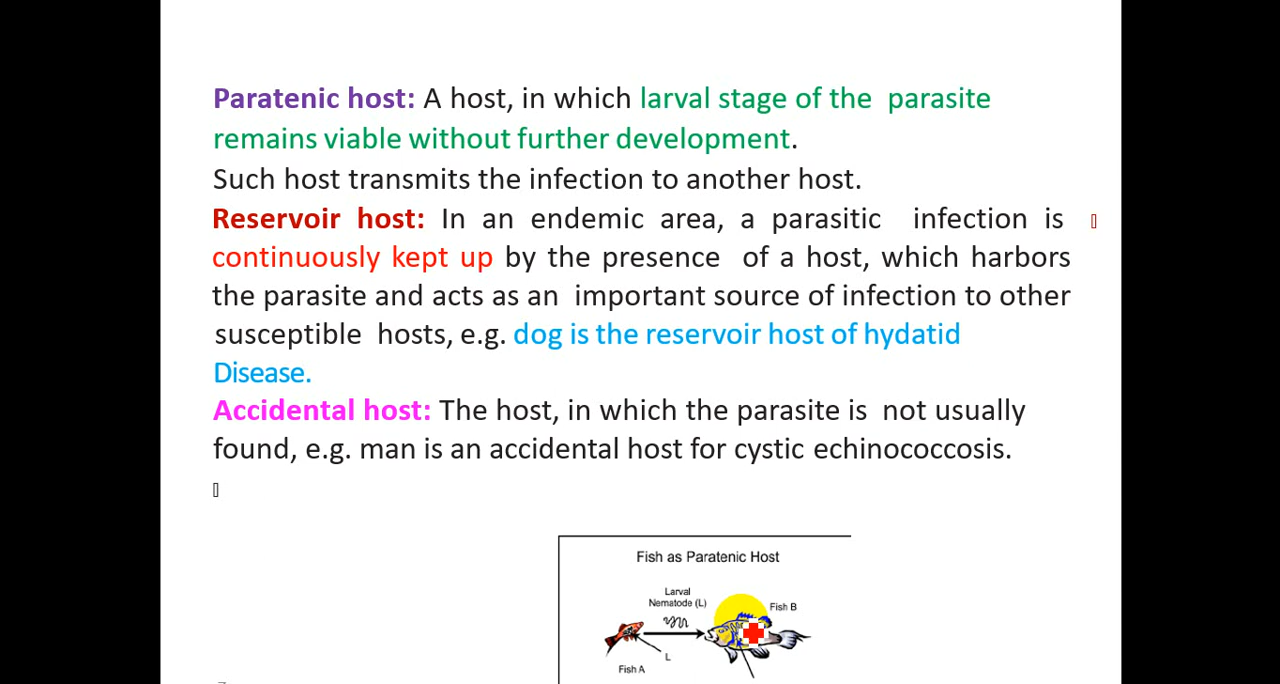 Paratenic host: A host, in which larval stage of the parasite
remains viable without further development.
Such host transmits the infection to another host.
Reservoir host: In an endemic area, a parasitic infection is
continuously kept up by the presence of a host, which harbors
the parasite and acts as an important source of infection to other
susceptible hosts, e.g. dog is the reservoir host of hydatid
Disease.
Accidental host: The host, in which the parasite is not usually
found, e.g. man is an accidental host for cystic echinococcosis.
Fish as Paratenic Host
Larval
Nematode (L)
Fish B
L
Fish A